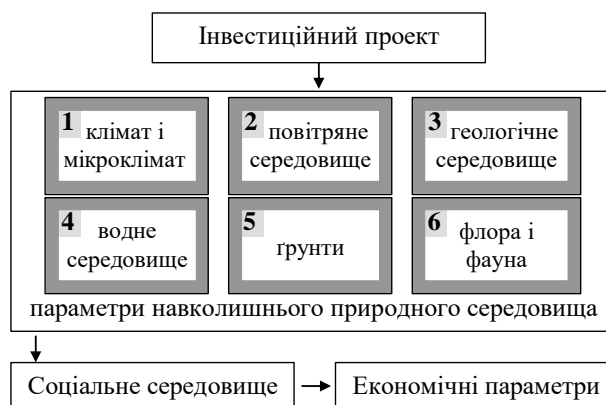 Інвестиційний проект
1 клімат і
мікроклімат
2 повітряне
середовище
3 геологічне
середовище
4 водне
середовище
5 ґрунти
6 флора і
фауна
параметри навколишнього природного середовища
Соціальне середовище
Економічні параметри